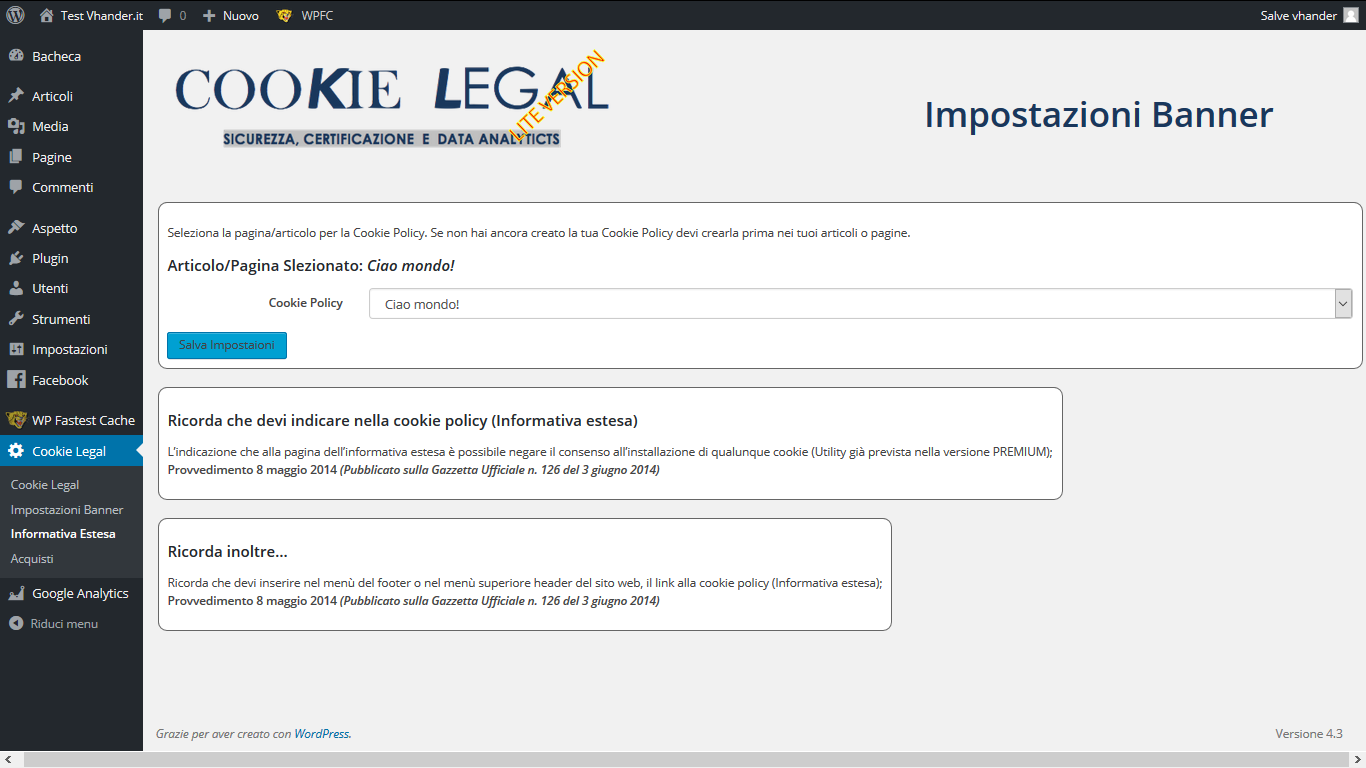 Test Vhander.it
0
Nuovo
WPFC
Salve vhander
Bacheca
Articoli
Media
Pagine
Commenti
Aspetto
Plugin
Utenti
Strumenti
Impostazioni
Facebook
WP Fastest Cache
Cookie Legal
Cookie Legal
Impostazioni Banner
Informativa Estesa
Acquisti
Google Analytics
Riduci menu
COOKIE LEGAL
LITE VERSION
SICUREZZA, CERTIFICAZIONE E DATA ANALYTICTS
Impostazioni Banner
Seleziona la pagina/articolo per la Cookie Policy. Se non hai ancora creato la tua Cookie Policy devi crearla prima nei tuoi articoli o pagine.
Articolo/Pagina Slezionato: Ciao mondo!
Cookie Policy
Ciao mondo!
Salva Impostaioni
Ricorda che devi indicare nella cookie policy (Informativa estesa)
L'indicazione che alla pagina dell'informativa estesa è possibile negare il consenso all'installazione di qualunque cookie (Utility già prevista nella versione PREMIUM);
Provvedimento 8 maggio 2014 (Pubblicato sulla Gazzetta Ufficiale n. 126 del 3 giugno 2014)
Ricorda inoltre...
Ricorda che devi inserire nel menù del footer o nel menù superiore header del sito web, il link alla cookie policy (Informativa estesa);
Provvedimento 8 maggio 2014 (Pubblicato sulla Gazzetta Ufficiale n. 126 del 3 giugno 2014)
Grazie per aver creato con WordPress.
Versione 4.3